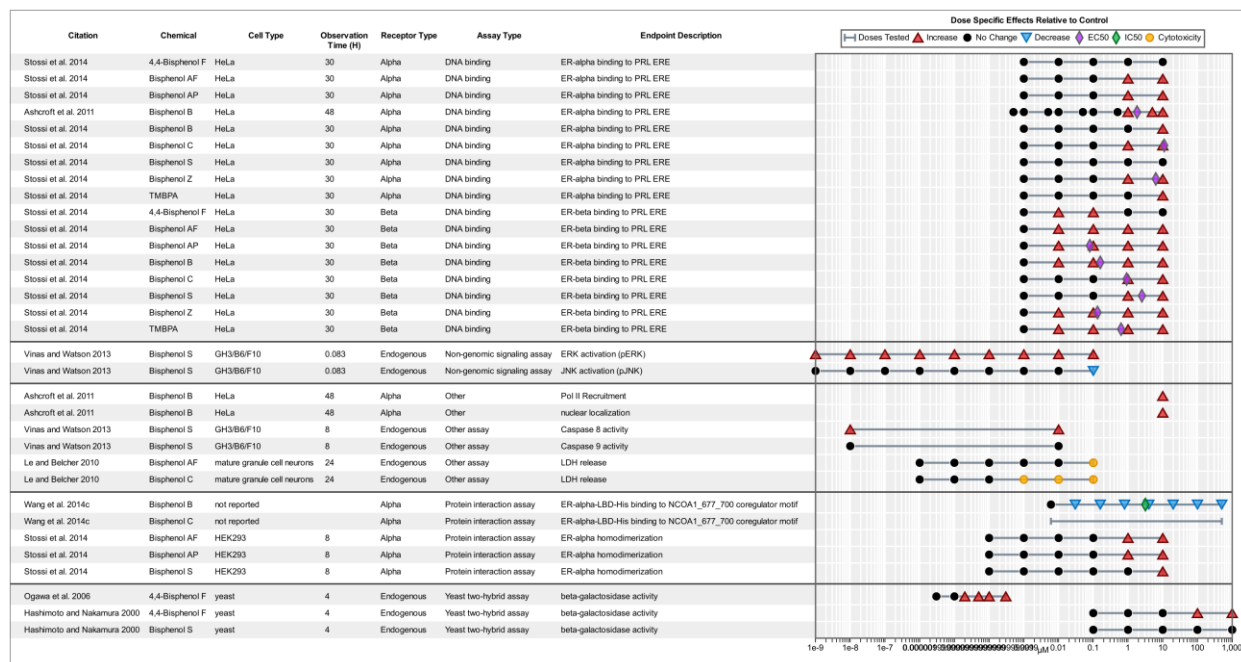 Dose Specific Effects Relative to Control
Doses Tested Increase No Change Decrease EC50 IC50 Cytotoxicity
Citation Chemical Cell Type Observation Time (H) Receptor Type Assay Type Endpoint Description
Stossi et al. 2014 4,4-Bisphenol F HeLa 30 Alpha DNA binding ER-alpha binding to PRL ERE
Stossi et al. 2014 Bisphenol AF HeLa 30 Alpha DNA binding ER-alpha binding to PRL ERE
Stossi et al. 2014 Bisphenol AP HeLa 30 Alpha DNA binding ER-alpha binding to PRL ERE
Ashcroft et al. 2011 Bisphenol B HeLa 48 Alpha DNA binding ER-alpha binding to PRL ERE
Stossi et al. 2014 Bisphenol B HeLa 30 Alpha DNA binding ER-alpha binding to PRL ERE
Stossi et al. 2014 Bisphenol C HeLa 30 Alpha DNA binding ER-alpha binding to PRL ERE
Stossi et al. 2014 Bisphenol S HeLa 30 Alpha DNA binding ER-alpha binding to PRL ERE
Stossi et al. 2014 Bisphenol Z HeLa 30 Alpha DNA binding ER-alpha binding to PRL ERE
Stossi et al. 2014 TMBPA HeLa 30 Alpha DNA binding ER-alpha binding to PRL ERE
Stossi et al. 2014 4,4-Bisphenol F HeLa 30 Beta DNA binding ER-beta binding to PRL ERE
Stossi et al. 2014 Bisphenol AF HeLa 30 Beta DNA binding ER-beta binding to PRL ERE
Stossi et al. 2014 Bisphenol AP HeLa 30 Beta DNA binding ER-beta binding to PRL ERE
Stossi et al. 2014 Bisphenol B HeLa 30 Beta DNA binding ER-beta binding to PRL ERE
Stossi et al. 2014 Bisphenol C HeLa 30 Beta DNA binding ER-beta binding to PRL ERE
Stossi et al. 2014 Bisphenol S HeLa 30 Beta DNA binding ER-beta binding to PRL ERE
Stossi et al. 2014 Bisphenol Z HeLa 30 Beta DNA binding ER-beta binding to PRL ERE
Stossi et al. 2014 TMBPA HeLa 30 Beta DNA binding ER-beta binding to PRL ERE
Vinas and Watson 2013 Bisphenol S GH3/B6/F10 0.083 Endogenous Non-genomic signaling assay ERK activation (pERK)
Vinas and Watson 2013 Bisphenol S GH3/B6/F10 0.083 Endogenous Non-genomic signaling assay JNK activation (pJNK)
Ashcroft et al. 2011 Bisphenol B HeLa 48 Alpha Other Pol II Recruitment
Ashcroft et al. 2011 Bisphenol B HeLa 48 Alpha Other nuclear localization
Vinas and Watson 2013 Bisphenol S GH3/B6/F10 8 Endogenous Other assay Caspase 8 activity
Vinas and Watson 2013 Bisphenol S GH3/B6/F10 8 Endogenous Other assay Caspase 9 activity
Le and Belcher 2010 Bisphenol AF mature granule cell neurons 24 Endogenous Other assay LDH release
Le and Belcher 2010 Bisphenol C mature granule cell neurons 24 Endogenous Other assay LDH release
Wang et al. 2014c Bisphenol B not reported Alpha Protein interaction assay ER-alpha-LBD-His binding to NCOA1_677_700 coregulator motif
Wang et al. 2014c Bisphenol C not reported Alpha Protein interaction assay ER-alpha-LBD-His binding to NCOA1_677_700 coregulator motif
Stossi et al. 2014 Bisphenol AF HEK293 8 Alpha Protein interaction assay ER-alpha homodimerization
Stossi et al. 2014 Bisphenol AP HEK293 8 Alpha Protein interaction assay ER-alpha homodimerization
Stossi et al. 2014 Bisphenol S HEK293 8 Alpha Protein interaction assay ER-alpha homodimerization
Ogawa et al. 2006 4,4-Bisphenol F yeast 4 Endogenous Yeast two-hybrid assay beta-galactosidase activity
Hashimoto and Nakamura 2000 4,4-Bisphenol F yeast 4 Endogenous Yeast two-hybrid assay beta-galactosidase activity
Hashimoto and Nakamura 2000 Bisphenol S yeast 4 Endogenous Yeast two-hybrid assay beta-galactosidase activity
1e-9 1e-8 1e-7 0.01 0.1 1 10 100 1,000
μM